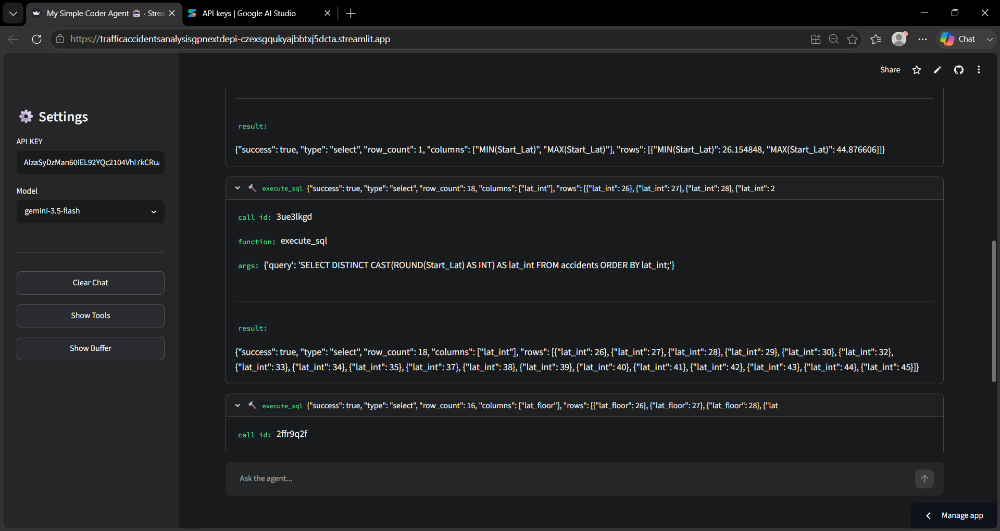 My Simple Coder Agent 🤖 · Strea
API keys | Google AI Studio
https://trafficaccidentsanalysisgpnextdepi-czexsgqukyajbbtxj5dcta.streamlit.app
Chat
Share
Settings
API KEY
Model
gemini-3.5-flash
Clear Chat
Show Tools
Show Buffer
result:
{"success": true, "type": "select", "row_count": 1, "columns": ["MIN(Start_Lat)", "MAX(Start_Lat)"], "rows": [{"MIN(Start_Lat)": 26.154848, "MAX(Start_Lat)": 44.876606}]}
execute_sql {"success": true, "type": "select", "row_count": 18, "columns": ["lat_int"], "rows": [{"lat_int": 26}, {"lat_int": 27}, {"lat_int": 28}, {"lat_int": 2
call id: 3ue3lkgd
function: execute_sql
args: {'query': 'SELECT DISTINCT CAST(ROUND(Start_Lat) AS INT) AS lat_int FROM accidents ORDER BY lat_int;'}
result:
{"success": true, "type": "select", "row_count": 18, "columns": ["lat_int"], "rows": [{"lat_int": 26}, {"lat_int": 27}, {"lat_int": 28}, {"lat_int": 29}, {"lat_int": 30}, {"lat_int": 32},
{"lat_int": 33}, {"lat_int": 34}, {"lat_int": 35}, {"lat_int": 37}, {"lat_int": 38}, {"lat_int": 39}, {"lat_int": 40}, {"lat_int": 41}, {"lat_int": 42}, {"lat_int": 43}, {"lat_int": 44}, {"lat_int": 45}]}
execute_sql {"success": true, "type": "select", "row_count": 16, "columns": ["lat_floor"], "rows": [{"lat_floor": 26}, {"lat_floor": 27}, {"lat_floor": 28}, {"lat
call id: 2ffr9q2f
Ask the agent...
Manage app